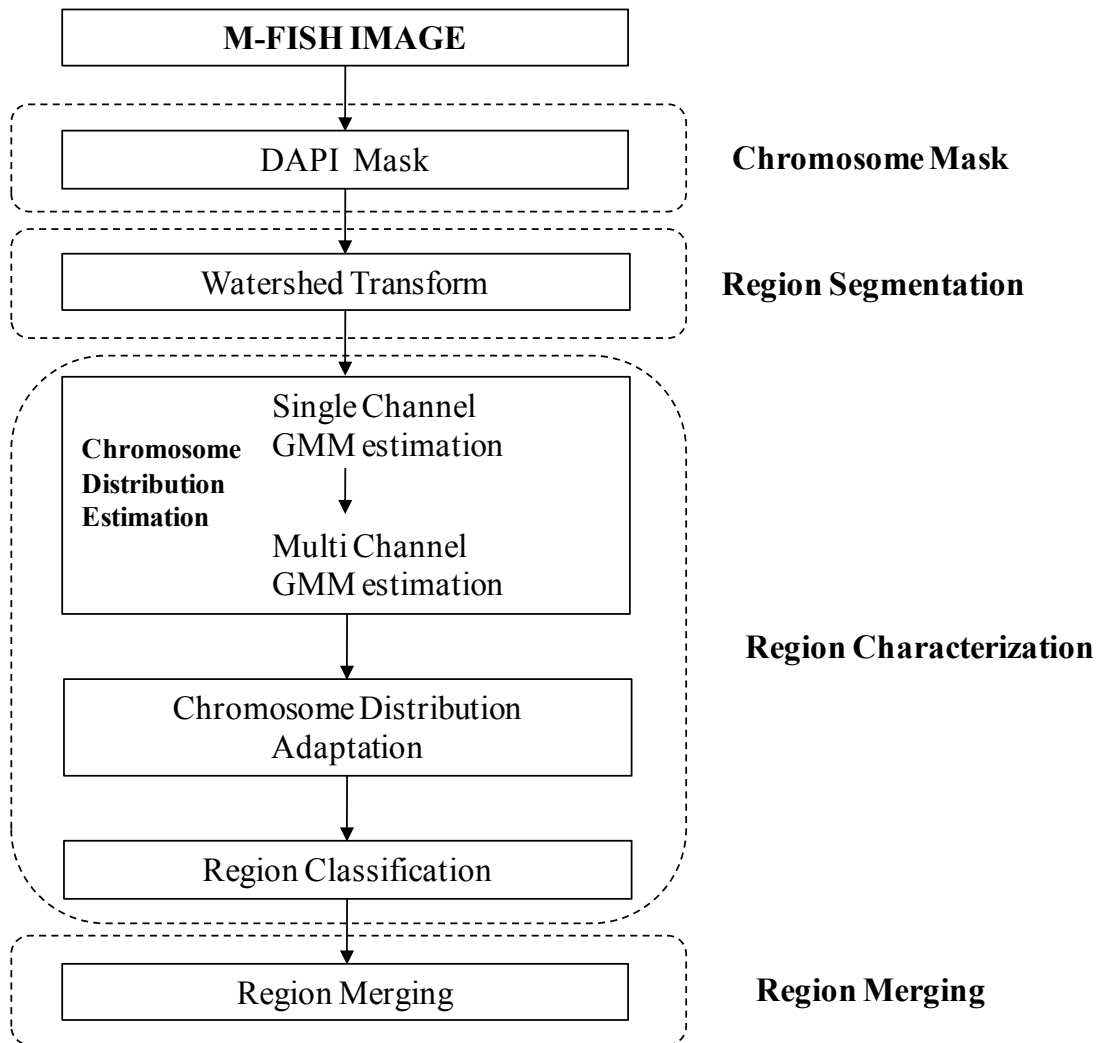 M-FISH IMAGE
DAPI Mask
Chromosome Mask
Watershed Transform
Region Segmentation
Single Channel
GMM estimation
Chromosome
Distribution
Estimation
Multi Channel
GMM estimation
Region Characterization
Chromosome Distribution
Adaptation
Region Classification
Region Merging
Region Merging